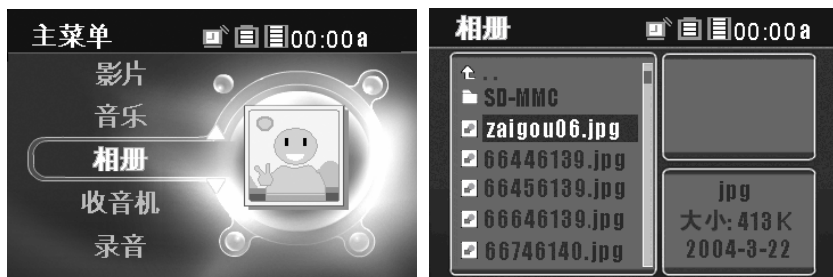 主菜单 00:00a
影片
音乐
相册
收音机
录音
相册 00:00a
..
SD-MMC
zaigou06.jpg
66446139.jpg
66456139.jpg
66646139.jpg
66746140.jpg
jpg
大小: 413K
2004-3-22